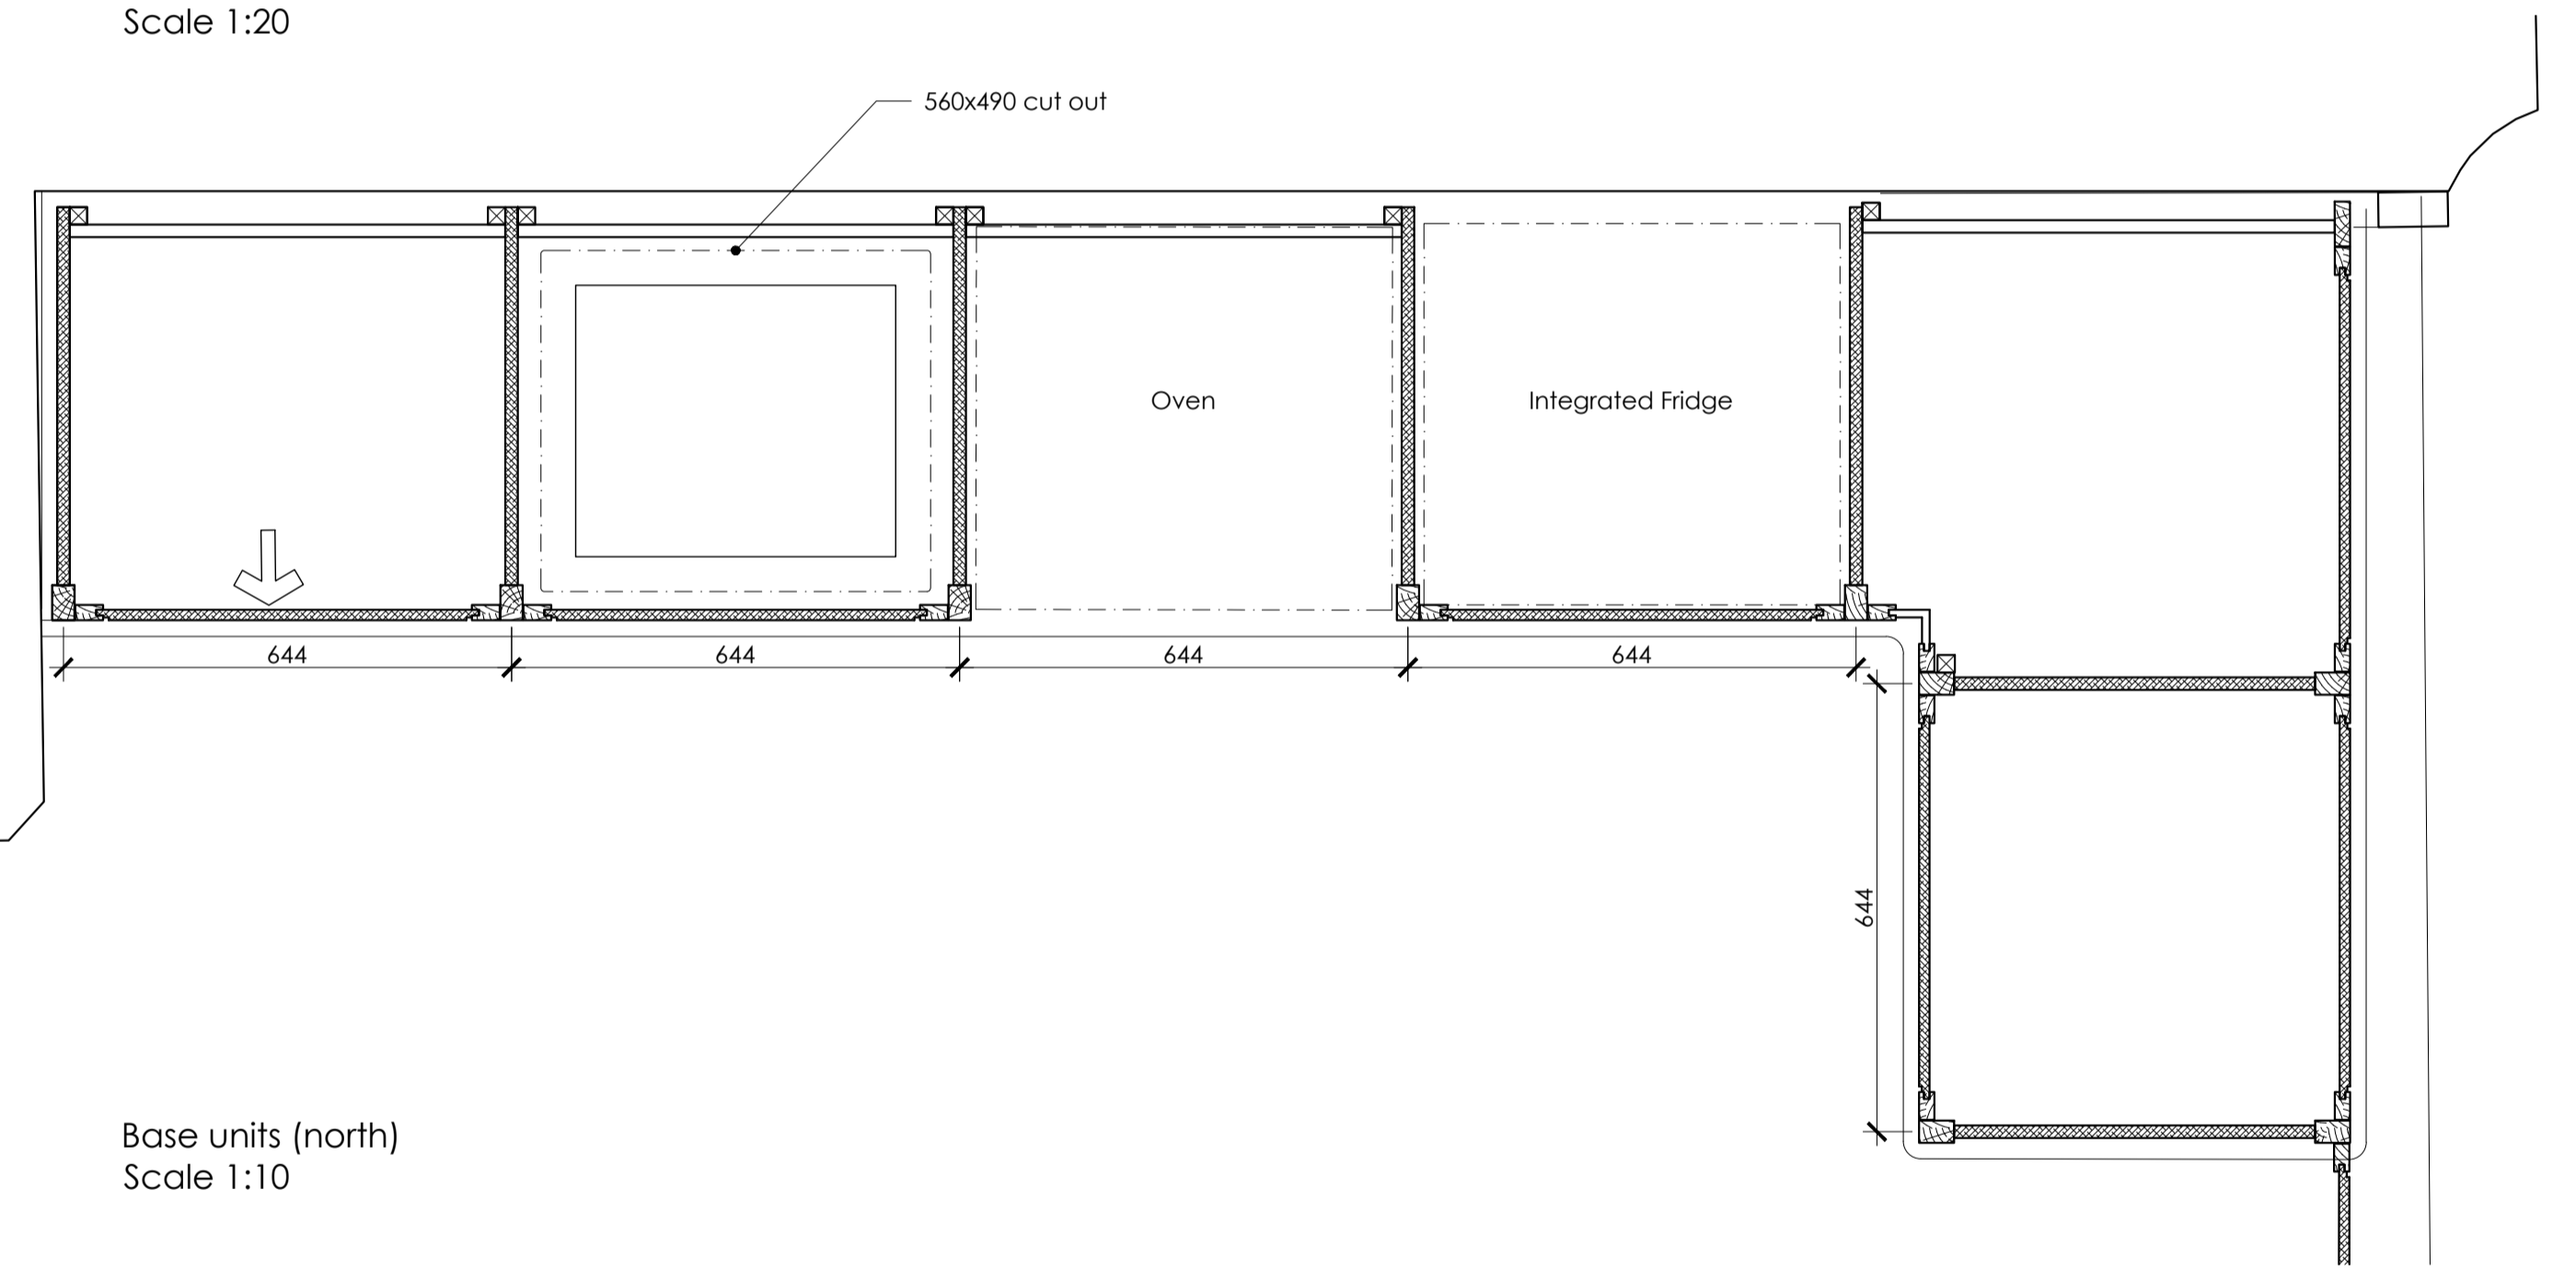 Scale 1:20
560x490 cut out
Oven
Integrated Fridge
644
644
644
644
644
Base units (north)
Scale 1:10